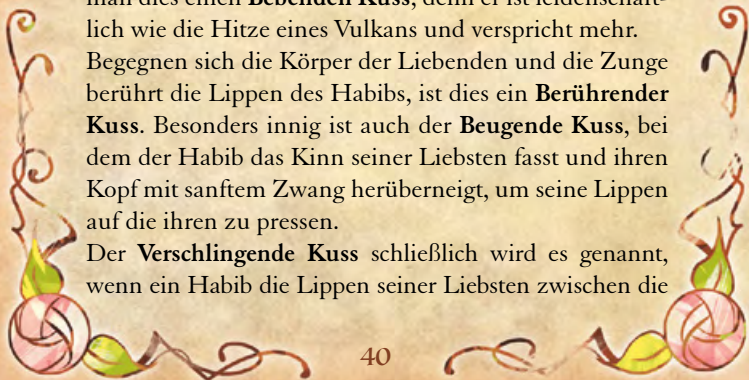 man dies einen Bebenden Kuss, denn er ist leidenschaft-
lich wie die Hitze eines Vulkans und verspricht mehr.
Begegnen sich die Körper der Liebenden und die Zunge
berührt die Lippen des Habibs, ist dies ein Berührender
Kuss. Besonders innig ist auch der Beugende Kuss, bei
dem der Habib das Kinn seiner Liebsten fasst und ihren
Kopf mit sanftem Zwang herüberneigt, um seine Lippen
auf die ihren zu pressen.
Der Verschlingende Kuss schließlich wird es genannt,
wenn ein Habib die Lippen seiner Liebsten zwischen die
40